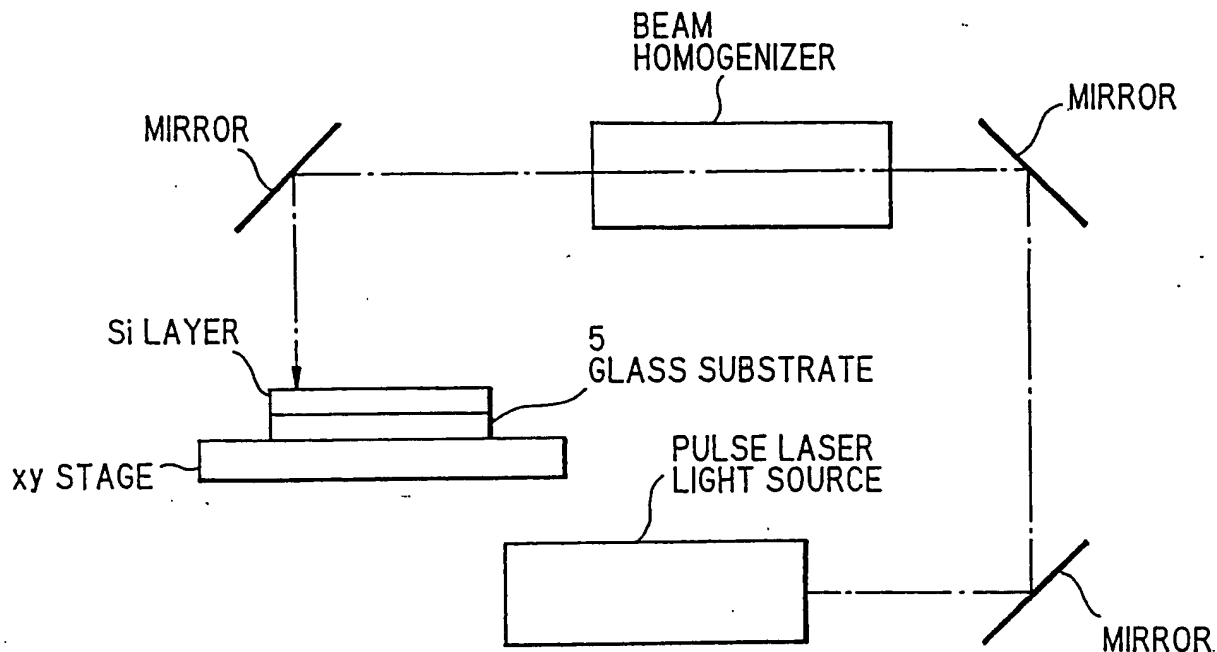 BEAM
HOMOGENIZER
MIRROR
MIRROR
Si LAYER
5
GLASS SUBSTRATE
xy STAGE
PULSE LASER
LIGHT SOURCE
MIRROR